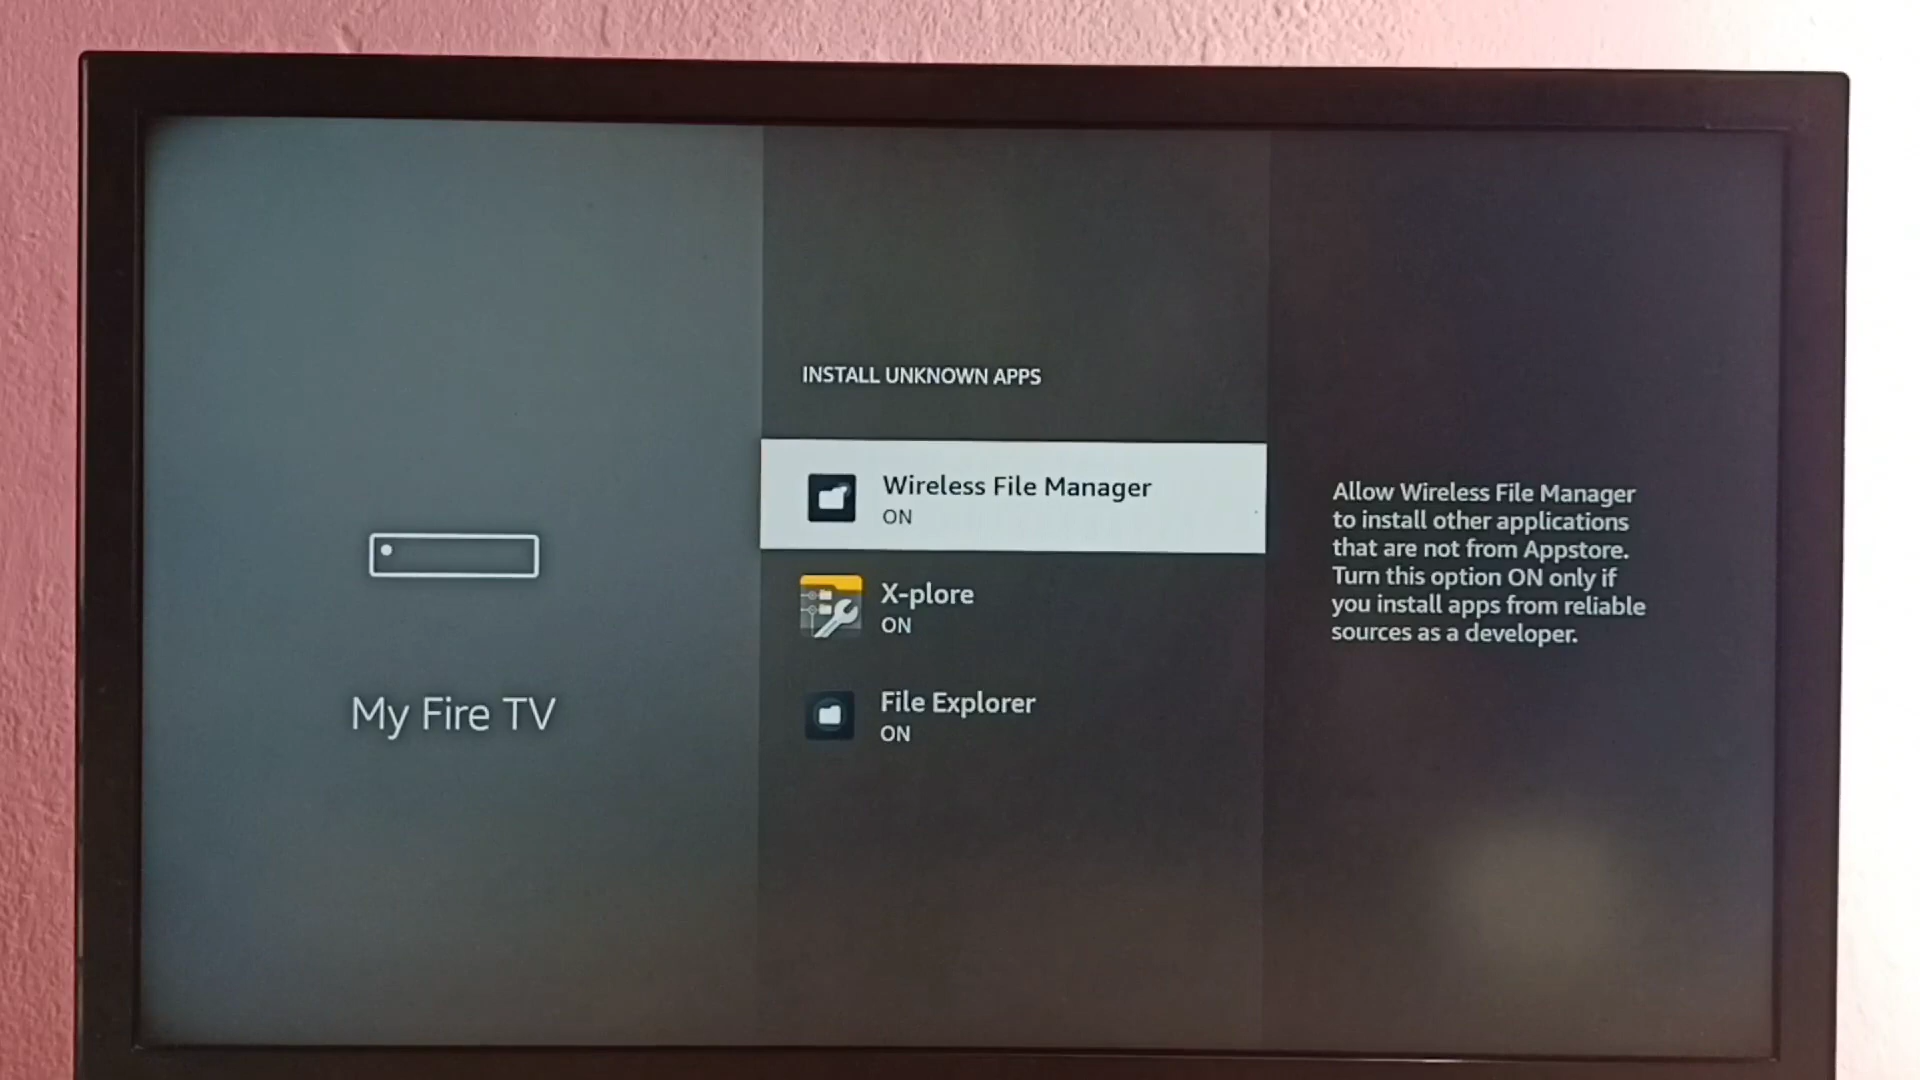 INSTALL UNKNOWN APPS
Wireless File Manager
ON
X-plore
ON
File Explorer
ON
My Fire TV
Allow Wireless File Manager
to install other applications
that are not from Appstore.
Turn this option ON only if
you install apps from reliable
sources as a developer.